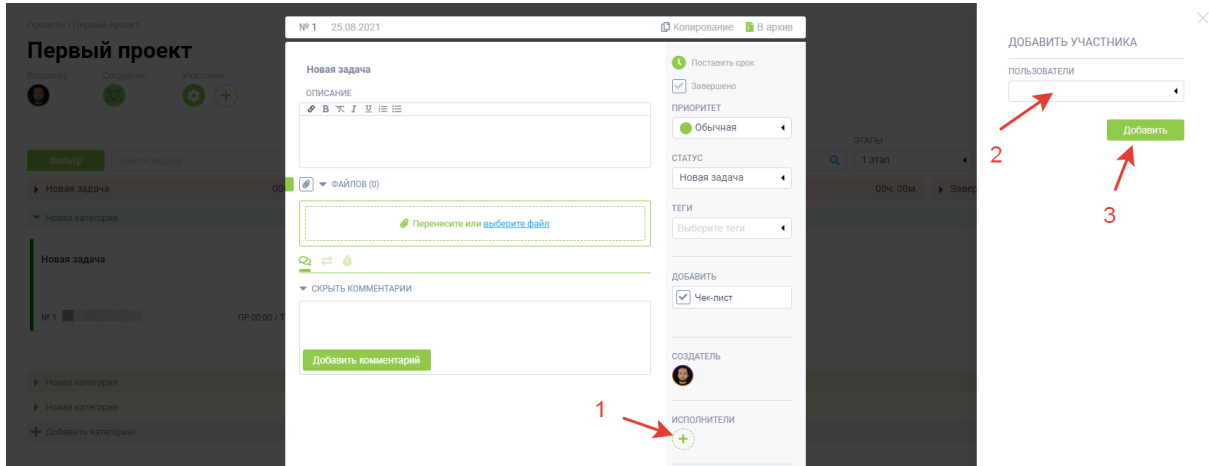 Проекты / Первый проект
Первый проект
Владелец: Сотрудник: Участники:
Фильтр Найти задачу
Новая задача 00
Новая категория
Новая задача
№ 1 ПР 00:00 / Т
Новая категория
Новая категория
Добавить категорию
№ 1 25.08.2021 Копирование В архив
Новая задача
ОПИСАНИЕ
B T I U
ФАЙЛОВ (0)
Перенесите или выберите файл
СКРЫТЬ КОММЕНТАРИИ
Добавить комментарий
Поставить срок
Завершено
ПРИОРИТЕТ
Обычная
СТАТУС
Новая задача
ТЕГИ
Выберите теги
ДОБАВИТЬ
Чек-лист
СОЗДАТЕЛЬ
ИСПОЛНИТЕЛИ
1
ЭТАПЫ
1 этап
00ч. 00м. Завер
ДОБАВИТЬ УЧАСТНИКА
ПОЛЬЗОВАТЕЛИ
2
Добавить
3